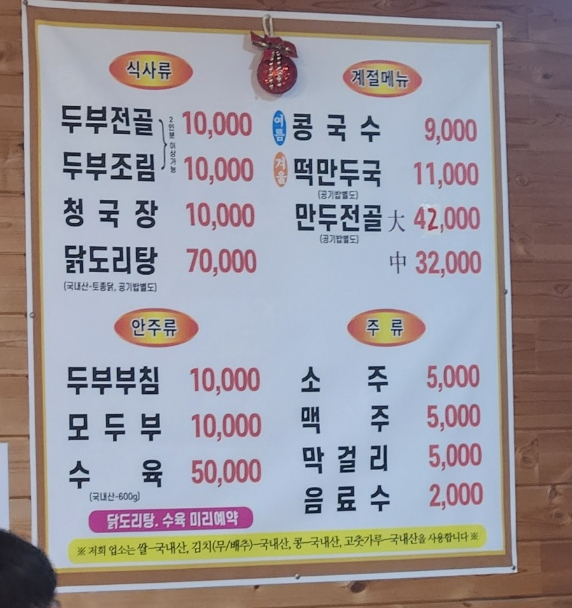 식사류
두부전골 10,000
두부조림 10,000
2인분 이상가능
청국장 10,000
닭도리탕 70,000
(국내산-토종닭, 공기밥별도)
계절메뉴
여름 콩국수 9,000
겨울 떡만두국 11,000
(공기밥별도)
만두전골 大 42,000
(공기밥별도)
中 32,000
안주류
두부부침 10,000
모두부 10,000
수육 50,000
(국내산-600g)
닭도리탕, 수육 미리예약
주류
소주 5,000
맥주 5,000
막걸리 5,000
음료수 2,000
※ 저희 업소는 쌀-국내산, 김치(무/배추)-국내산, 콩-국내산, 고춧가루-국내산을 사용합니다 ※